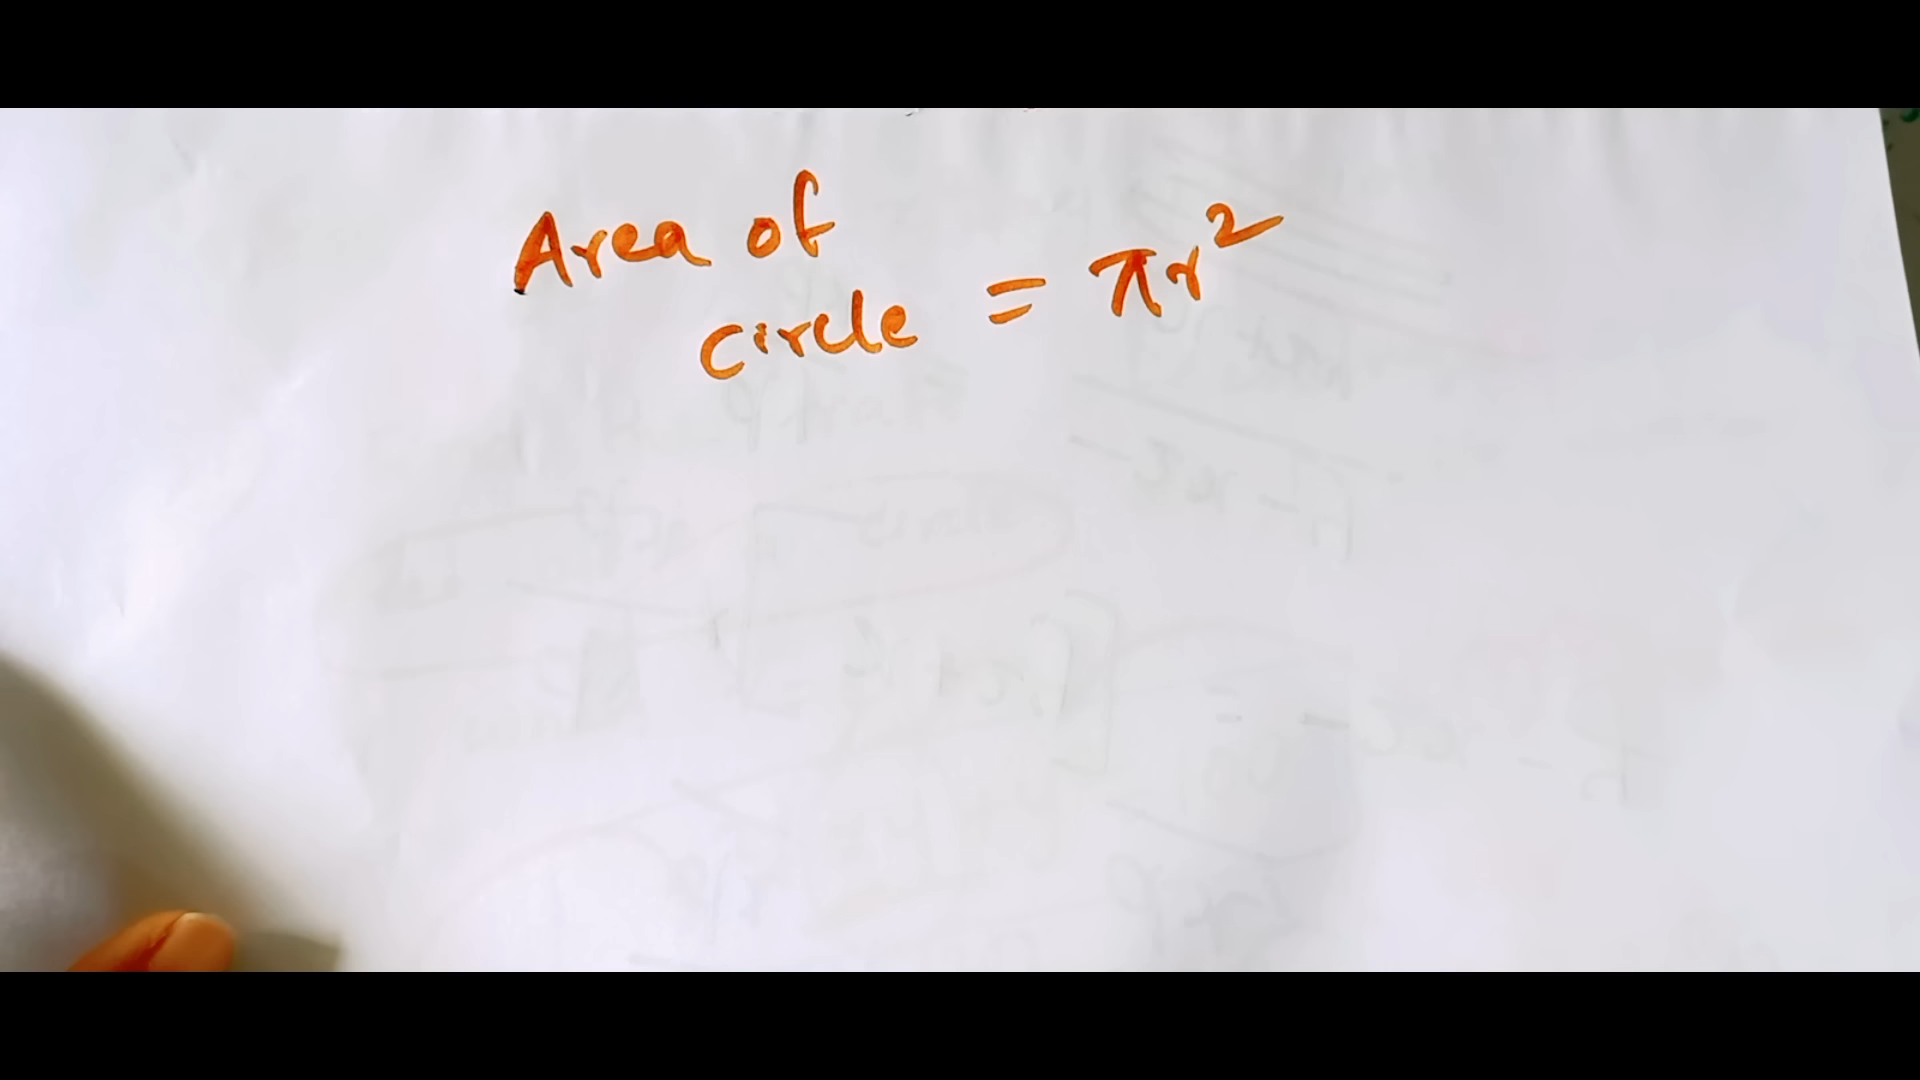 Area of
circle = πr²